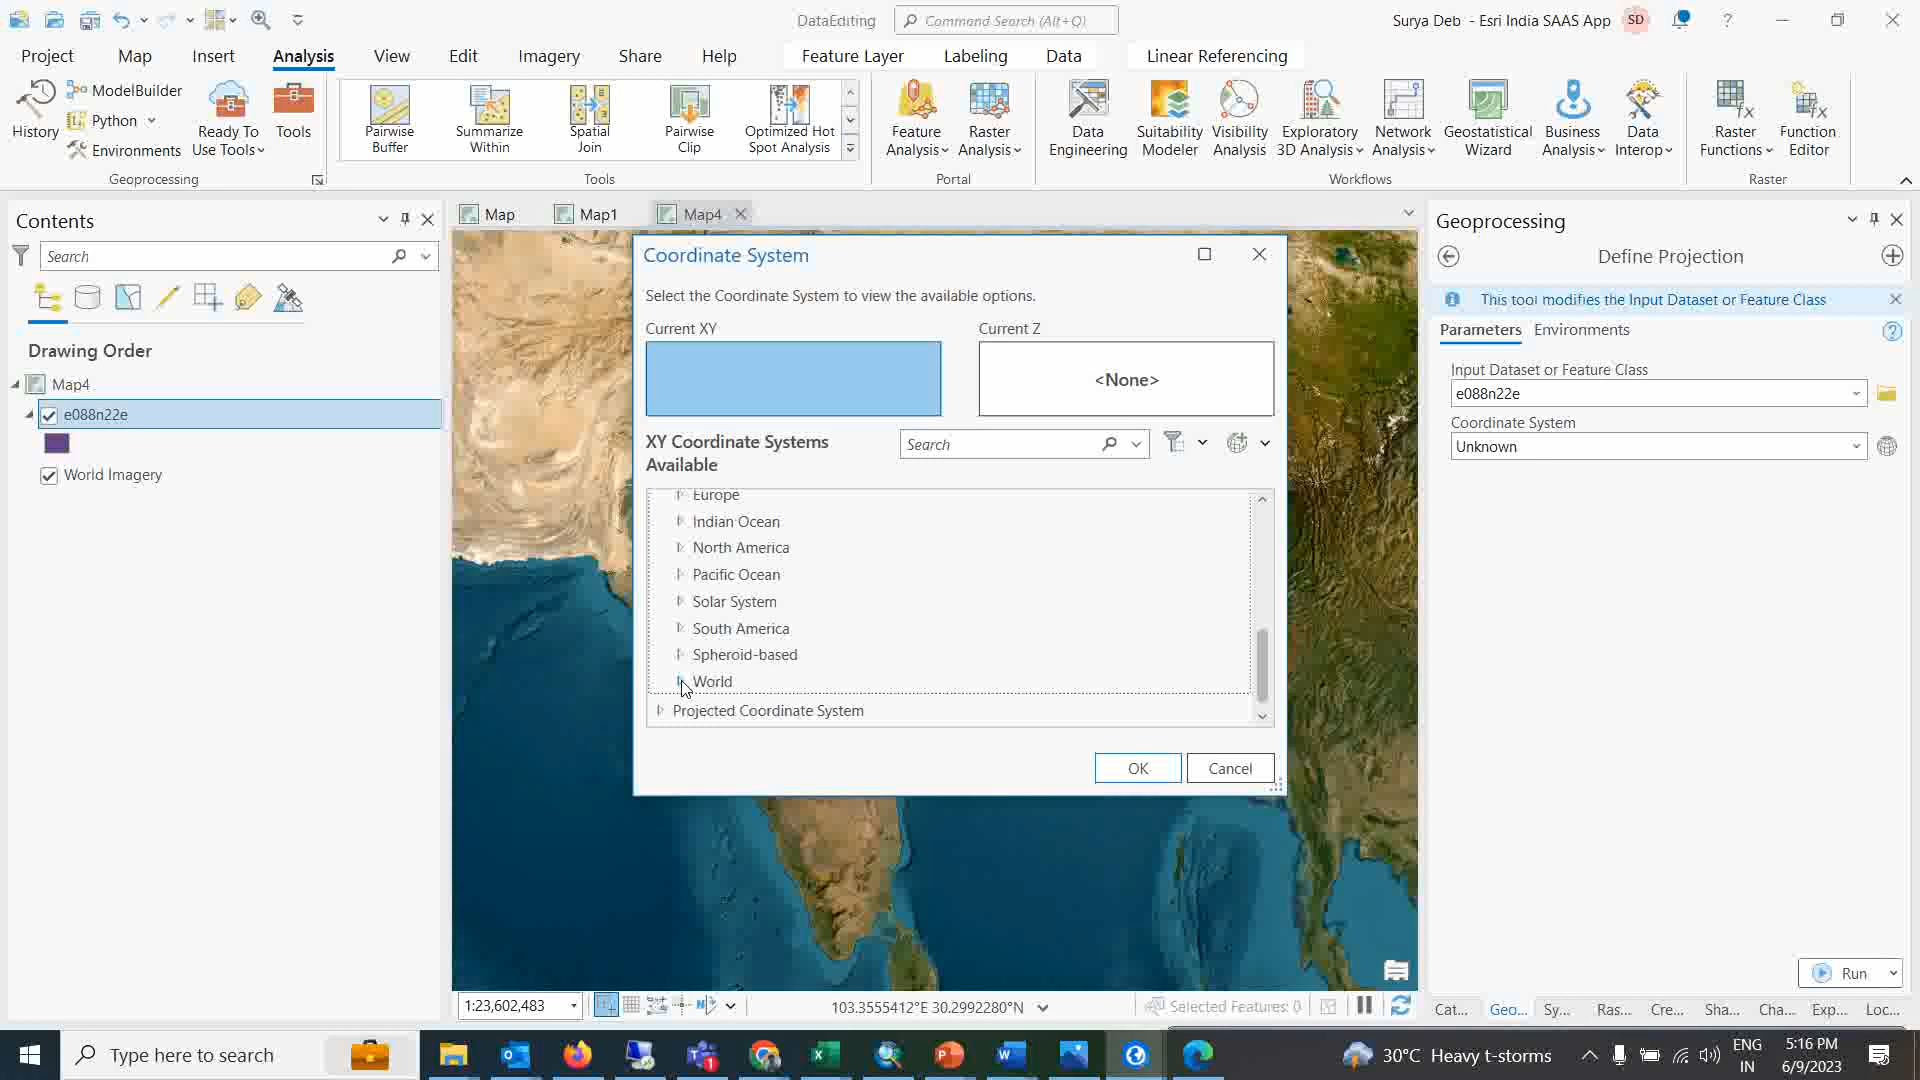 DataEditing
Command Search (Alt+Q)
Surya Deb - Esri India SAAS App
SD
?
Project
Map
Insert
Analysis
View
Edit
Imagery
Share
Help
Feature Layer
Labeling
Data
Linear Referencing
History
ModelBuilder
Python
Environments
Ready To
Use Tools
Tools
Geoprocessing
Pairwise
Buffer
Summarize
Within
Spatial
Join
Pairwise
Clip
Optimized Hot
Spot Analysis
Tools
Feature
Analysis
Raster
Analysis
Portal
Data
Engineering
Suitability
Modeler
Visibility
Analysis
Exploratory
3D Analysis
Network
Analysis
Geostatistical
Wizard
Business
Analysis
Data
Interop
Workflows
Raster
Functions
Function
Editor
Raster
Contents
Search
Drawing Order
Map4
e088n22e
World Imagery
Map
Map1
Map4
Coordinate System
Select the Coordinate System to view the available options.
Current XY
Current Z
<None>
XY Coordinate Systems
Available
Search
Europe
Indian Ocean
North America
Pacific Ocean
Solar System
South America
Spheroid-based
World
Projected Coordinate System
OK
Cancel
Geoprocessing
Define Projection
This tool modifies the Input Dataset or Feature Class
Parameters
Environments
?
Input Dataset or Feature Class
e088n22e
Coordinate System
Unknown
Run
1:23,602,483
103.3555412°E 30.2992280°N
Selected Features: 0
Cat...
Geo...
Sy...
Ras...
Cre...
Sha...
Cha...
Exp...
Loc...
Type here to search
30°C Heavy t-storms
ENG
IN
5:16 PM
6/9/2023